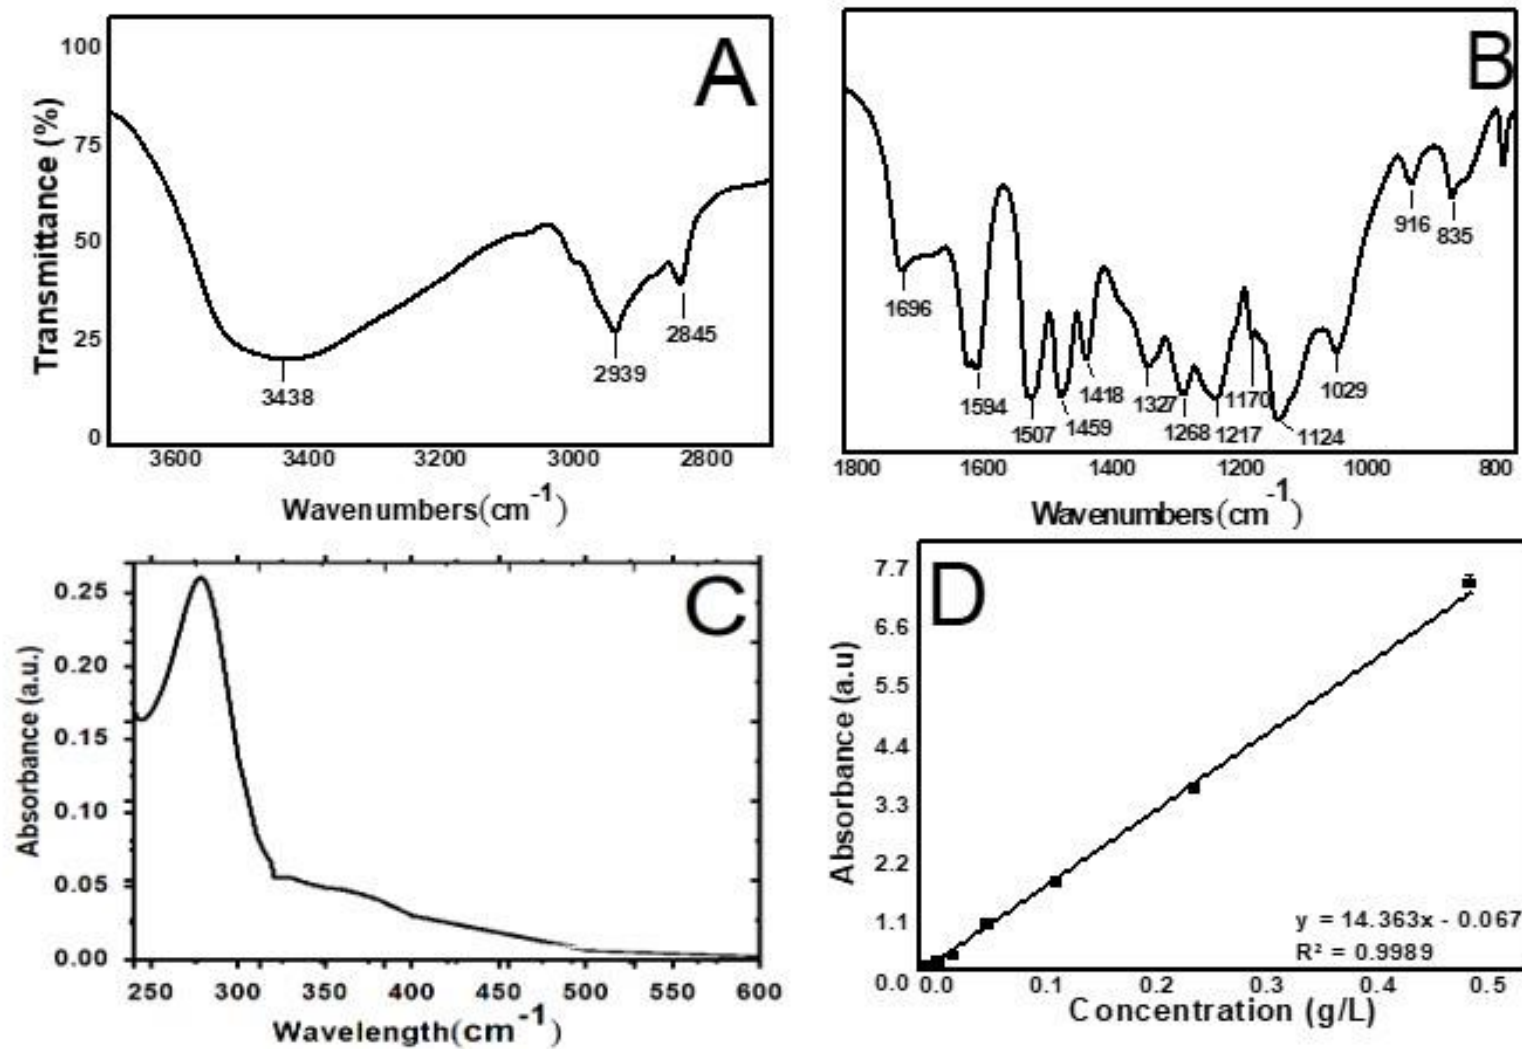 A
100
75
50
25
0
Transmittance (%)
3438
2939
2845
3600 3400 3200 3000 2800
Wavenumbers(cm-1)
B
1696
1594
1507
1459
1418
1327
1268
1217
1170
1124
1029
916
835
1800 1600 1400 1200 1000 800
Wavenumbers(cm-1)
C
0.25
0.20
0.15
0.10
0.05
0.00
Absorbance (a.u.)
250 300 350 400 450 500 550 600
Wavelength(cm-1)
D
7.7
6.6
5.5
4.4
3.3
2.2
1.1
0.0
Absorbance (a.u)
y = 14.363x - 0.067
R² = 0.9989
0.0 0.1 0.2 0.3 0.4 0.5
Concentration (g/L)